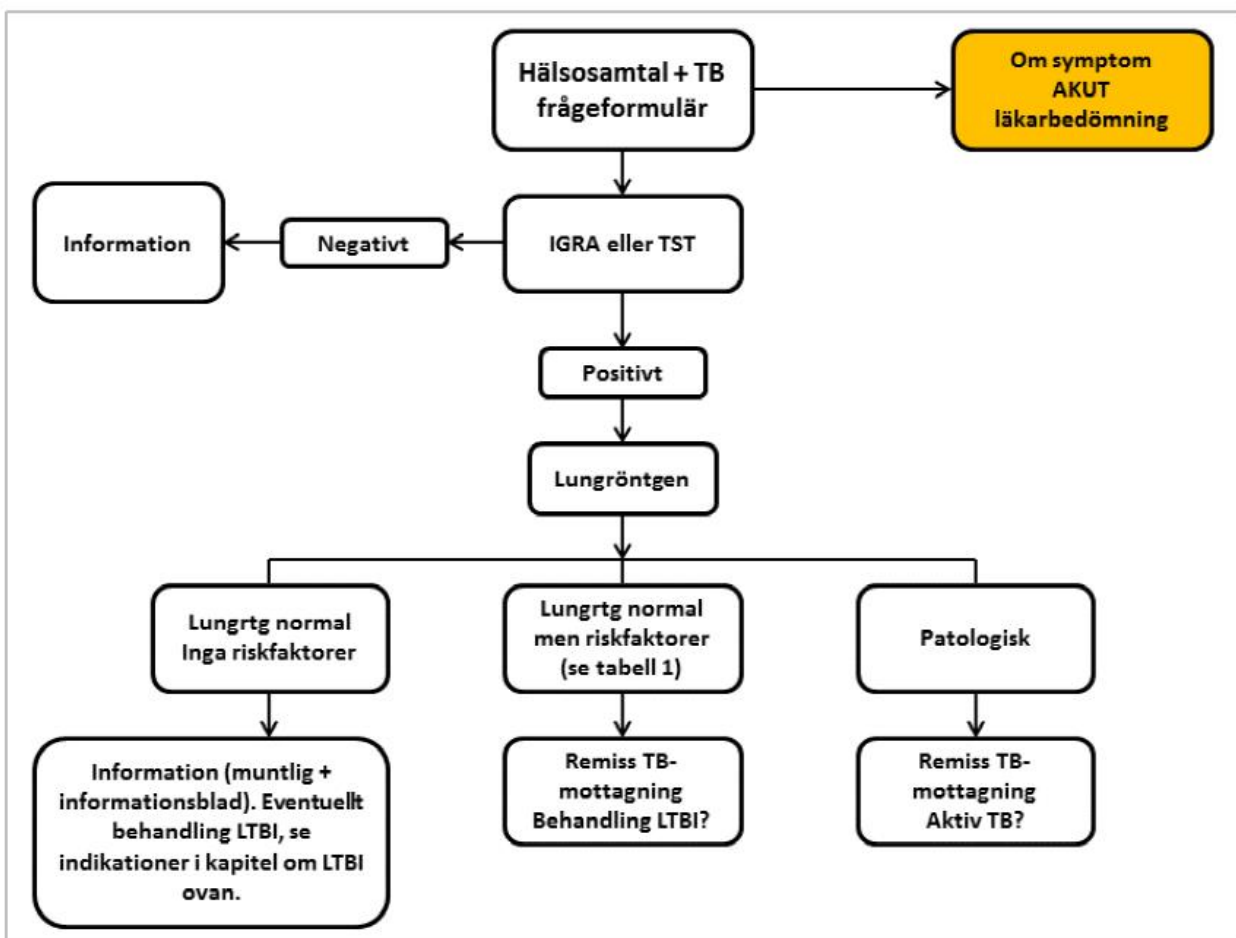 Hälsosamtal + TB
frågeformulär
Om symptom
AKUT
läkarbedömning
Information
Negativt
IGRA eller TST
Positivt
Lungröntgen
Lungrtg normal
Inga riskfaktorer
Lungrtg normal
men riskfaktorer
(se tabell 1)
Patologisk
Information (muntlig +
informationsblad). Eventuellt
behandling LTBI, se
indikationer i kapitel om LTBI
ovan.
Remiss TB-
mottagning
Behandling LTBI?
Remiss TB-
mottagning
Aktiv TB?